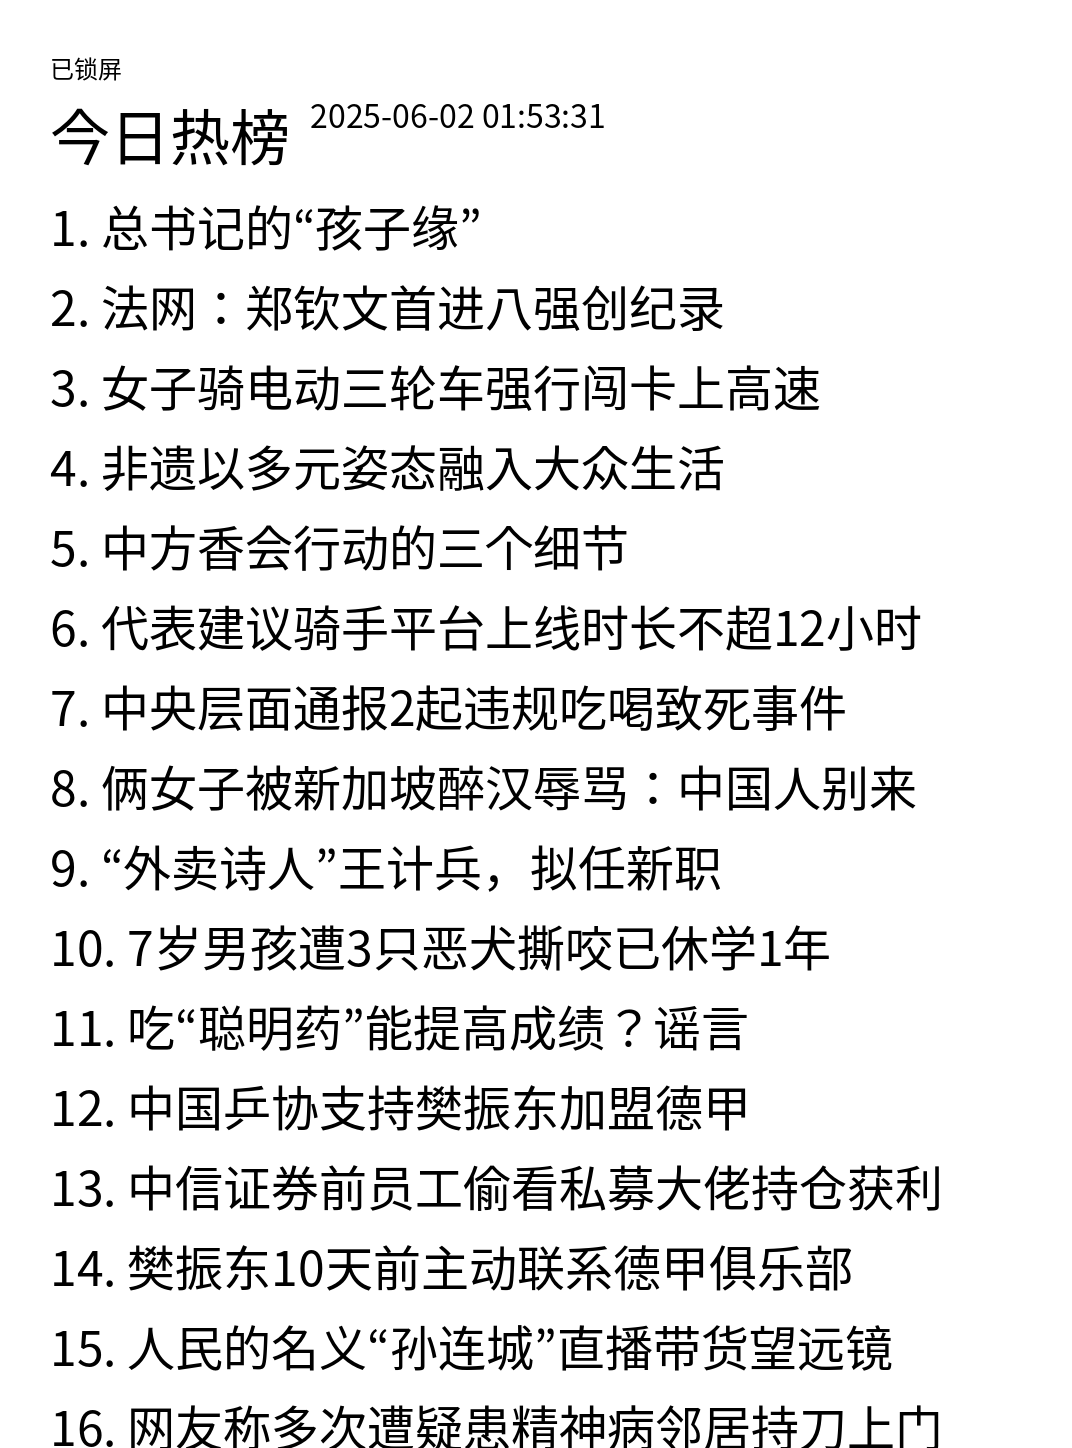 已锁屏
今日热榜 2025-06-02 01:53:31
1. 总书记的“孩子缘”
2. 法网：郑钦文首进八强创纪录
3. 女子骑电动三轮车强行闯卡上高速
4. 非遗以多元姿态融入大众生活
5. 中方香会行动的三个细节
6. 代表建议骑手平台上线时长不超12小时
7. 中央层面通报2起违规吃喝致死事件
8. 俩女子被新加坡醉汉辱骂：中国人别来
9. “外卖诗人”王计兵，拟任新职
10. 7岁男孩遭3只恶犬撕咬已休学1年
11. 吃“聪明药”能提高成绩？谣言
12. 中国乒协支持樊振东加盟德甲
13. 中信证券前员工偷看私募大佬持仓获利
14. 樊振东10天前主动联系德甲俱乐部
15. 人民的名义“孙连城”直播带货望远镜
16. 网友称多次遭疑患精神病邻居持刀上门